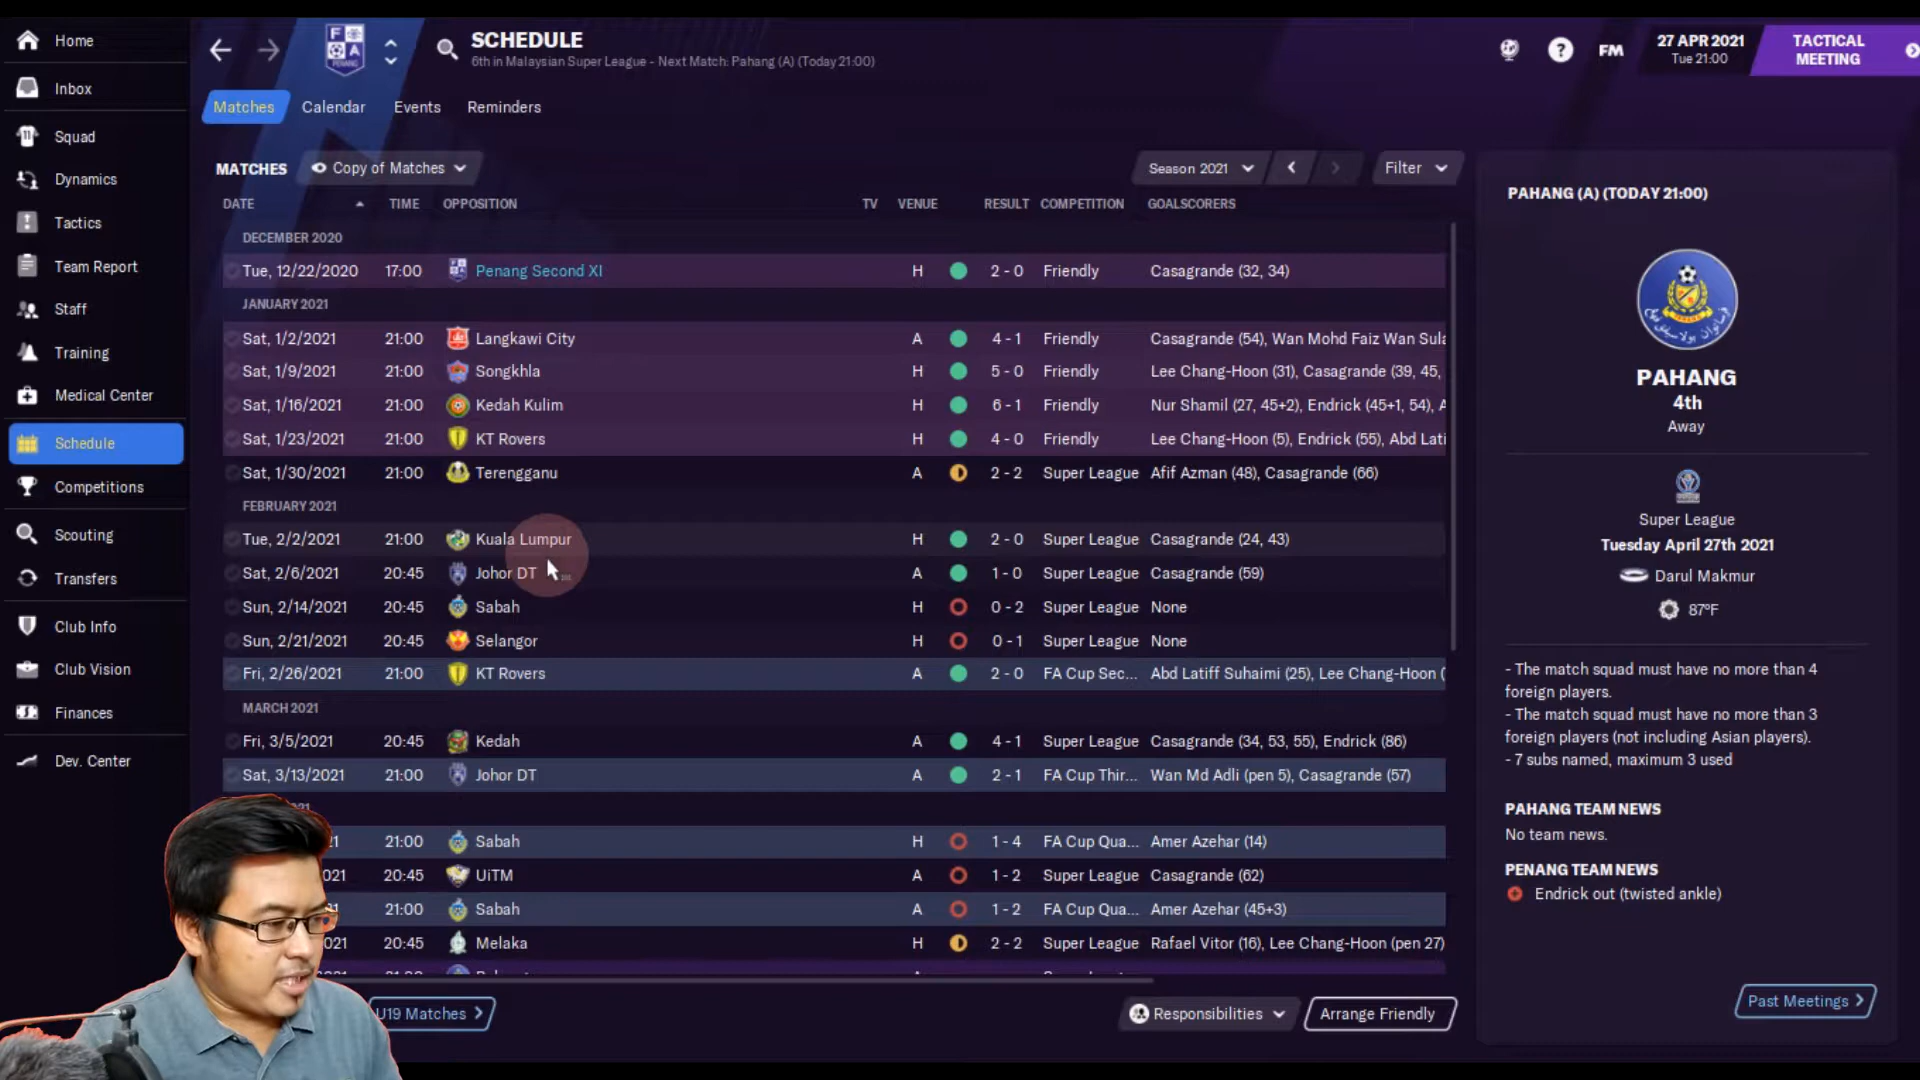 Home
Inbox
Squad
Dynamics
Tactics
Team Report
Staff
Training
Medical Center
Schedule
Competitions
Scouting
Transfers
Club Info
Club Vision
Finances
Dev. Center
F A
PENANG
SCHEDULE
6th in Malaysian Super League - Next Match: Pahang (A) (Today 21:00)
? FM
27 APR 2021
Tue 21:00
TACTICAL
MEETING
Matches Calendar Events Reminders
MATCHES Copy of Matches Season 2021 Filter
DATE TIME OPPOSITION TV VENUE RESULT COMPETITION GOALSCORERS
DECEMBER 2020
Tue, 12/22/2020 17:00 Penang Second XI H 2 - 0 Friendly Casagrande (32, 34)
JANUARY 2021
Sat, 1/2/2021 21:00 Langkawi City A 4 - 1 Friendly Casagrande (54), Wan Mohd Faiz Wan Sula
Sat, 1/9/2021 21:00 Songkhla H 5 - 0 Friendly Lee Chang-Hoon (31), Casagrande (39, 45,
Sat, 1/16/2021 21:00 Kedah Kulim H 6 - 1 Friendly Nur Shamil (27, 45+2), Endrick (45+1, 54), A
Sat, 1/23/2021 21:00 KT Rovers H 4 - 0 Friendly Lee Chang-Hoon (5), Endrick (55), Abd Lati
Sat, 1/30/2021 21:00 Terengganu A 2 - 2 Super League Afif Azman (48), Casagrande (66)
FEBRUARY 2021
Tue, 2/2/2021 21:00 Kuala Lumpur H 2 - 0 Super League Casagrande (24, 43)
Sat, 2/6/2021 20:45 Johor DT A 1 - 0 Super League Casagrande (59)
Sun, 2/14/2021 20:45 Sabah H 0 - 2 Super League None
Sun, 2/21/2021 20:45 Selangor H 0 - 1 Super League None
Fri, 2/26/2021 21:00 KT Rovers A 2 - 0 FA Cup Sec... Abd Latiff Suhaimi (25), Lee Chang-Hoon (
MARCH 2021
Fri, 3/5/2021 20:45 Kedah A 4 - 1 Super League Casagrande (34, 53, 55), Endrick (86)
Sat, 3/13/2021 21:00 Johor DT A 2 - 1 FA Cup Thir... Wan Md Adli (pen 5), Casagrande (57)
21
21 21:00 Sabah H 1 - 4 FA Cup Qua... Amer Azehar (14)
021 20:45 UiTM A 1 - 2 Super League Casagrande (62)
21 21:00 Sabah A 1 - 2 FA Cup Qua... Amer Azehar (45+3)
021 20:45 Melaka H 2 - 2 Super League Rafael Vitor (16), Lee Chang-Hoon (pen 27)
U19 Matches Responsibilities Arrange Friendly
PAHANG (A) (TODAY 21:00)
PAHANG
4th
Away
Super League
Tuesday April 27th 2021
Darul Makmur
87°F
- The match squad must have no more than 4
foreign players.
- The match squad must have no more than 3
foreign players (not including Asian players).
- 7 subs named, maximum 3 used
PAHANG TEAM NEWS
No team news.
PENANG TEAM NEWS
Endrick out (twisted ankle)
Past Meetings